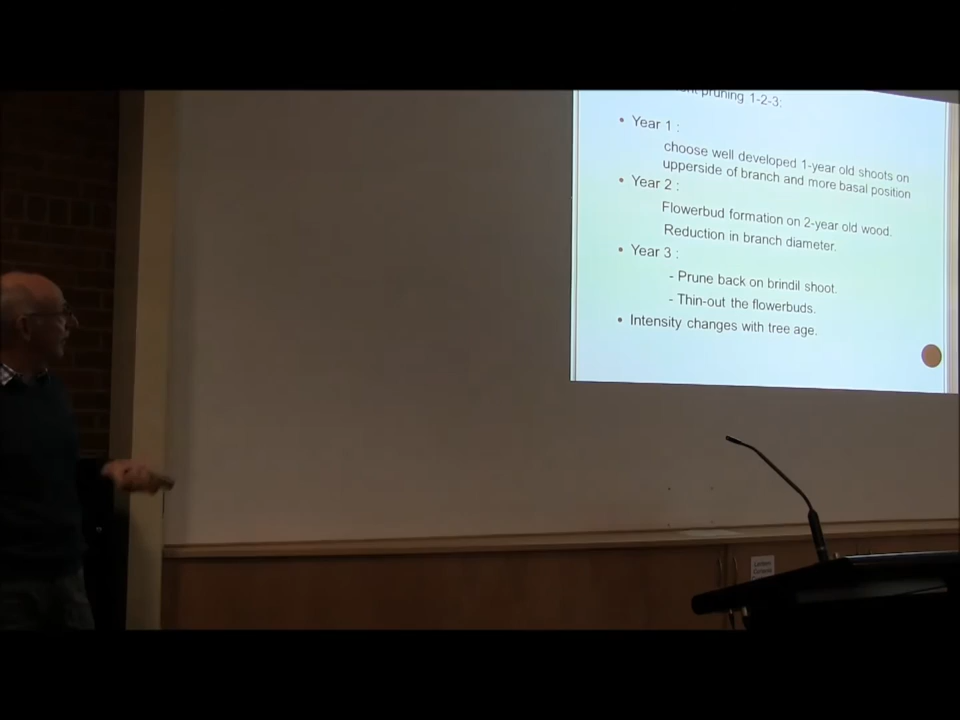 pruning 1-2-3:
• Year 1 :
choose well developed 1-year old shoots on
upperside of branch and more basal position
• Year 2 :
Flowerbud formation on 2-year old wood.
Reduction in branch diameter.
• Year 3 :
- Prune back on brindil shoot.
- Thin-out the flowerbuds.
• Intensity changes with tree age.